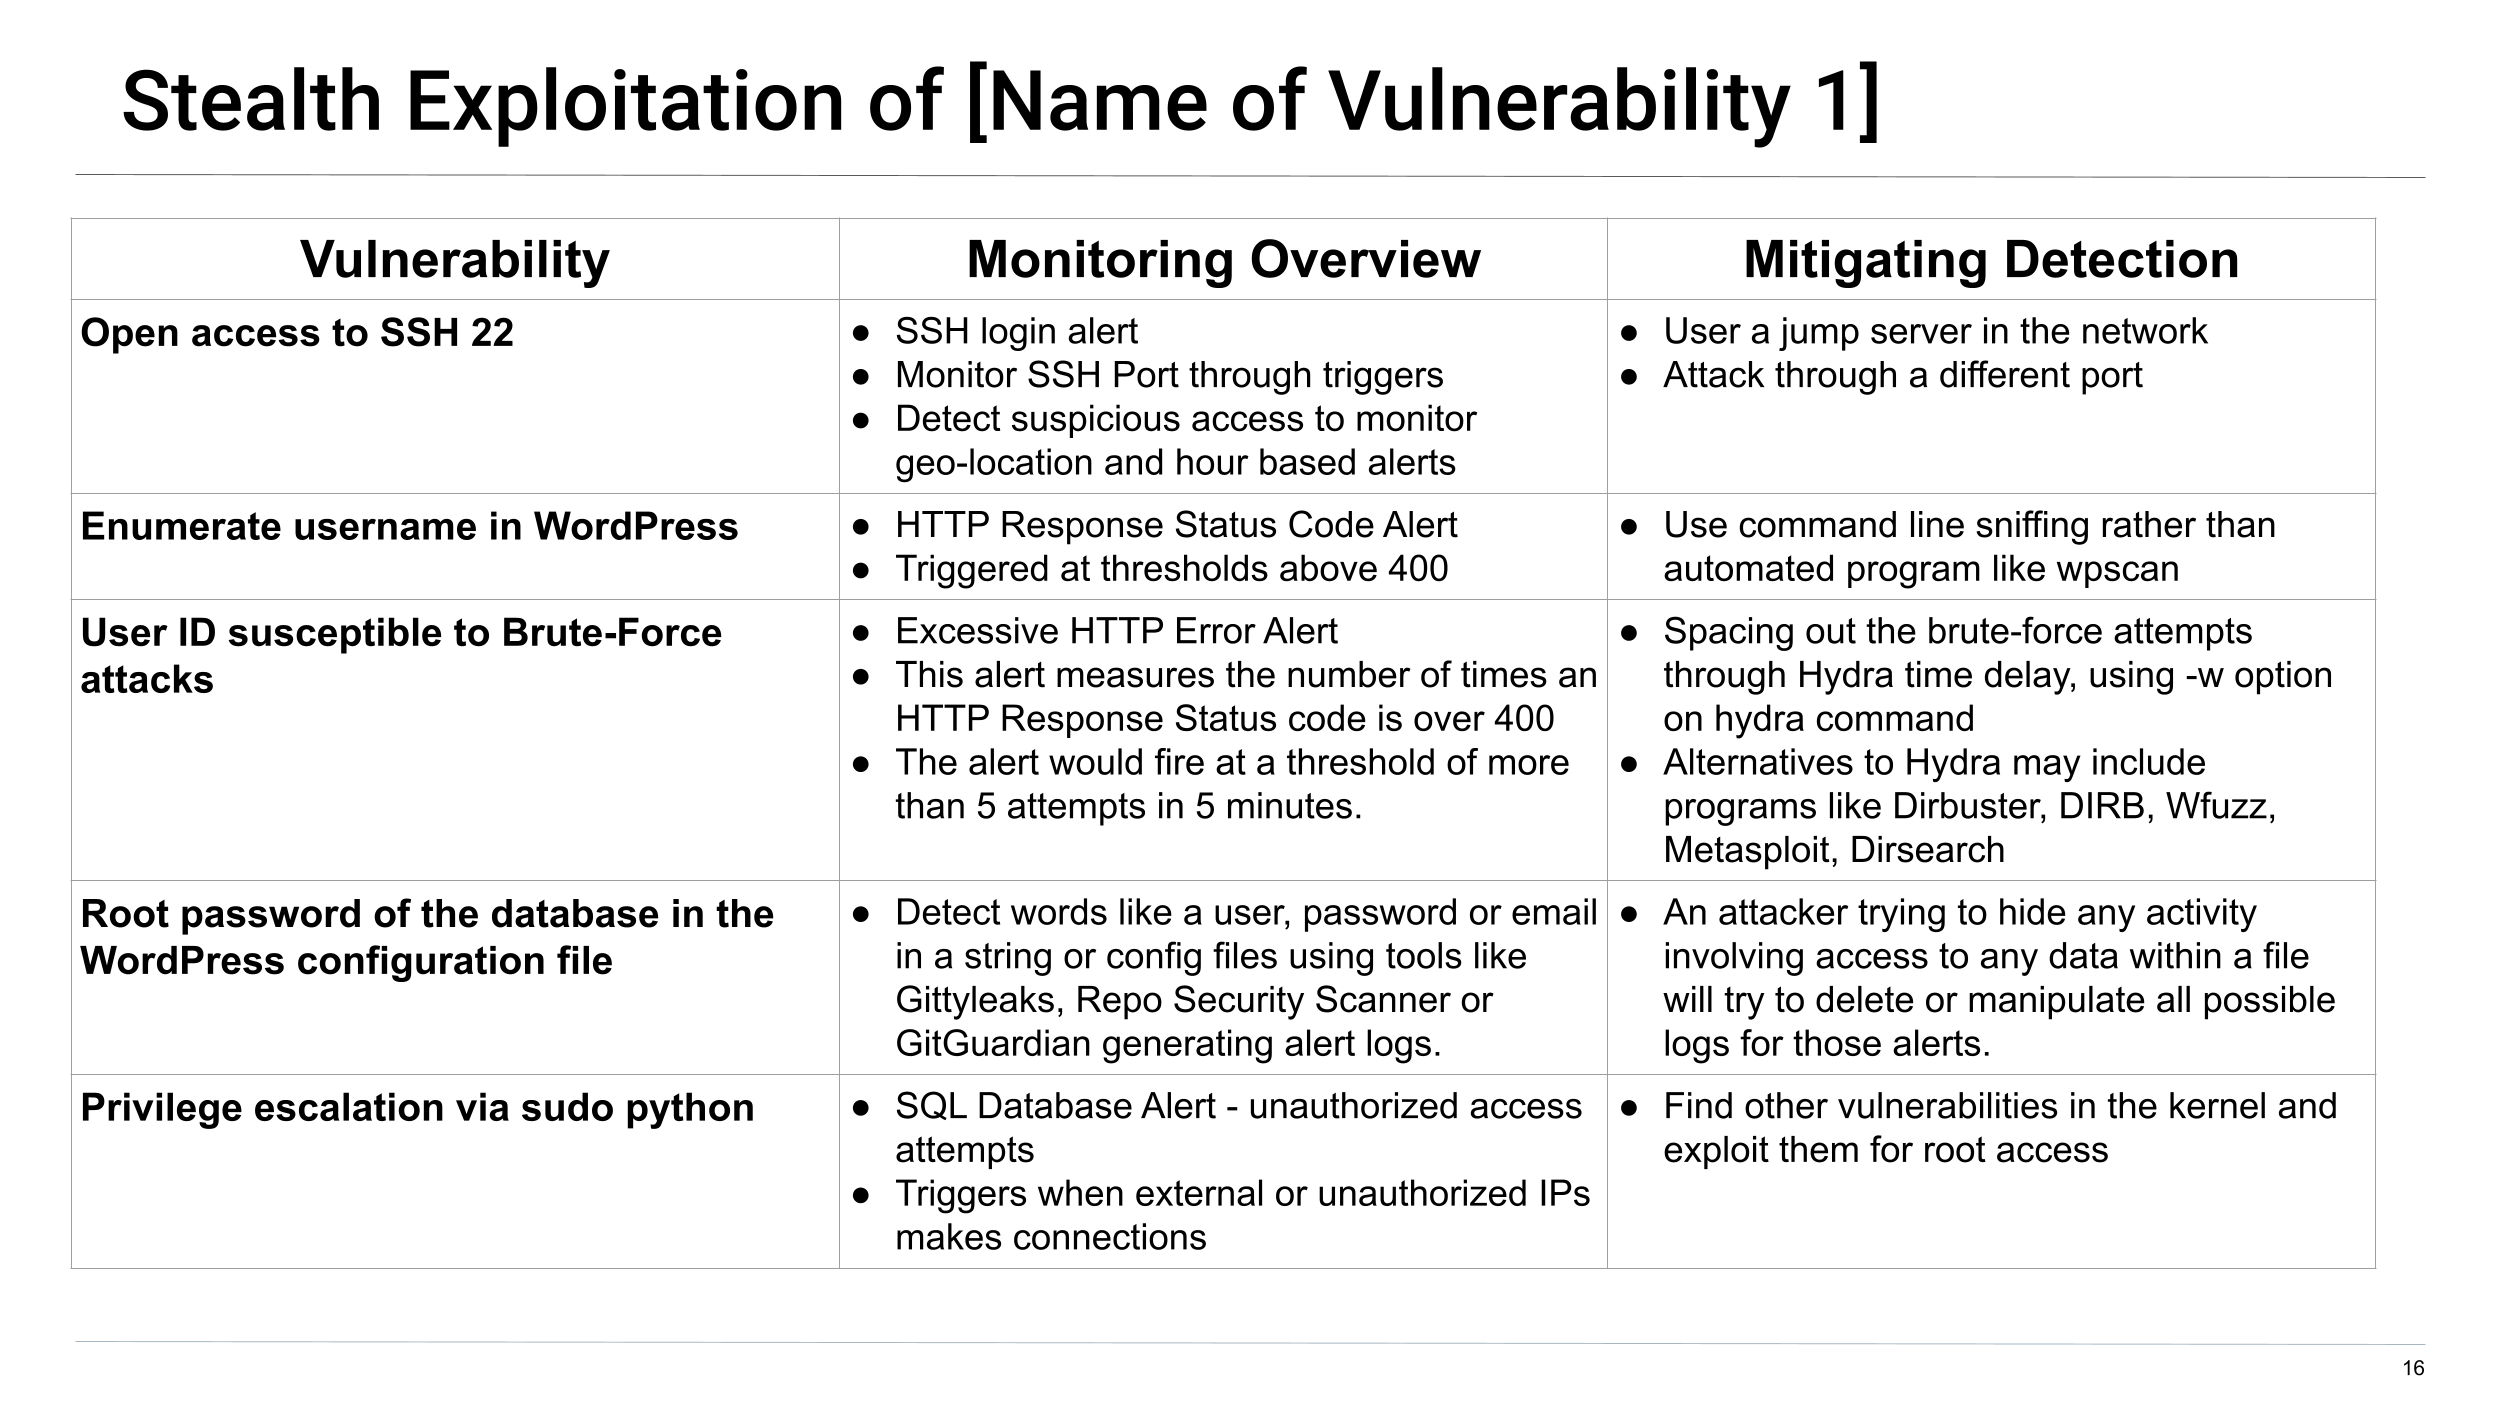 Stealth Exploitation of [Name of Vulnerability 1]
Vulnerability
Monitoring Overview
Mitigating Detection
Open access to SSH 22
● SSH login alert
● Monitor SSH Port through triggers
● Detect suspicious access to monitor
geo-location and hour based alerts
● User a jump server in the network
● Attack through a different port
Enumerate username in WordPress
● HTTP Response Status Code Alert
● Triggered at thresholds above 400
● Use command line sniffing rather than
automated program like wpscan
User ID susceptible to Brute-Force
attacks
● Excessive HTTP Error Alert
● This alert measures the number of times an
HTTP Response Status code is over 400
● The alert would fire at a threshold of more
than 5 attempts in 5 minutes.
● Spacing out the brute-force attempts
through Hydra time delay, using -w option
on hydra command
● Alternatives to Hydra may include
programs like Dirbuster, DIRB, Wfuzz,
Metasploit, Dirsearch
Root password of the database in the
WordPress configuration file
● Detect words like a user, password or email
in a string or config files using tools like
Gittyleaks, Repo Security Scanner or
GitGuardian generating alert logs.
● An attacker trying to hide any activity
involving access to any data within a file
will try to delete or manipulate all possible
logs for those alerts.
Privilege escalation via sudo python
● SQL Database Alert - unauthorized access
attempts
● Triggers when external or unauthorized IPs
makes connections
● Find other vulnerabilities in the kernel and
exploit them for root access
16